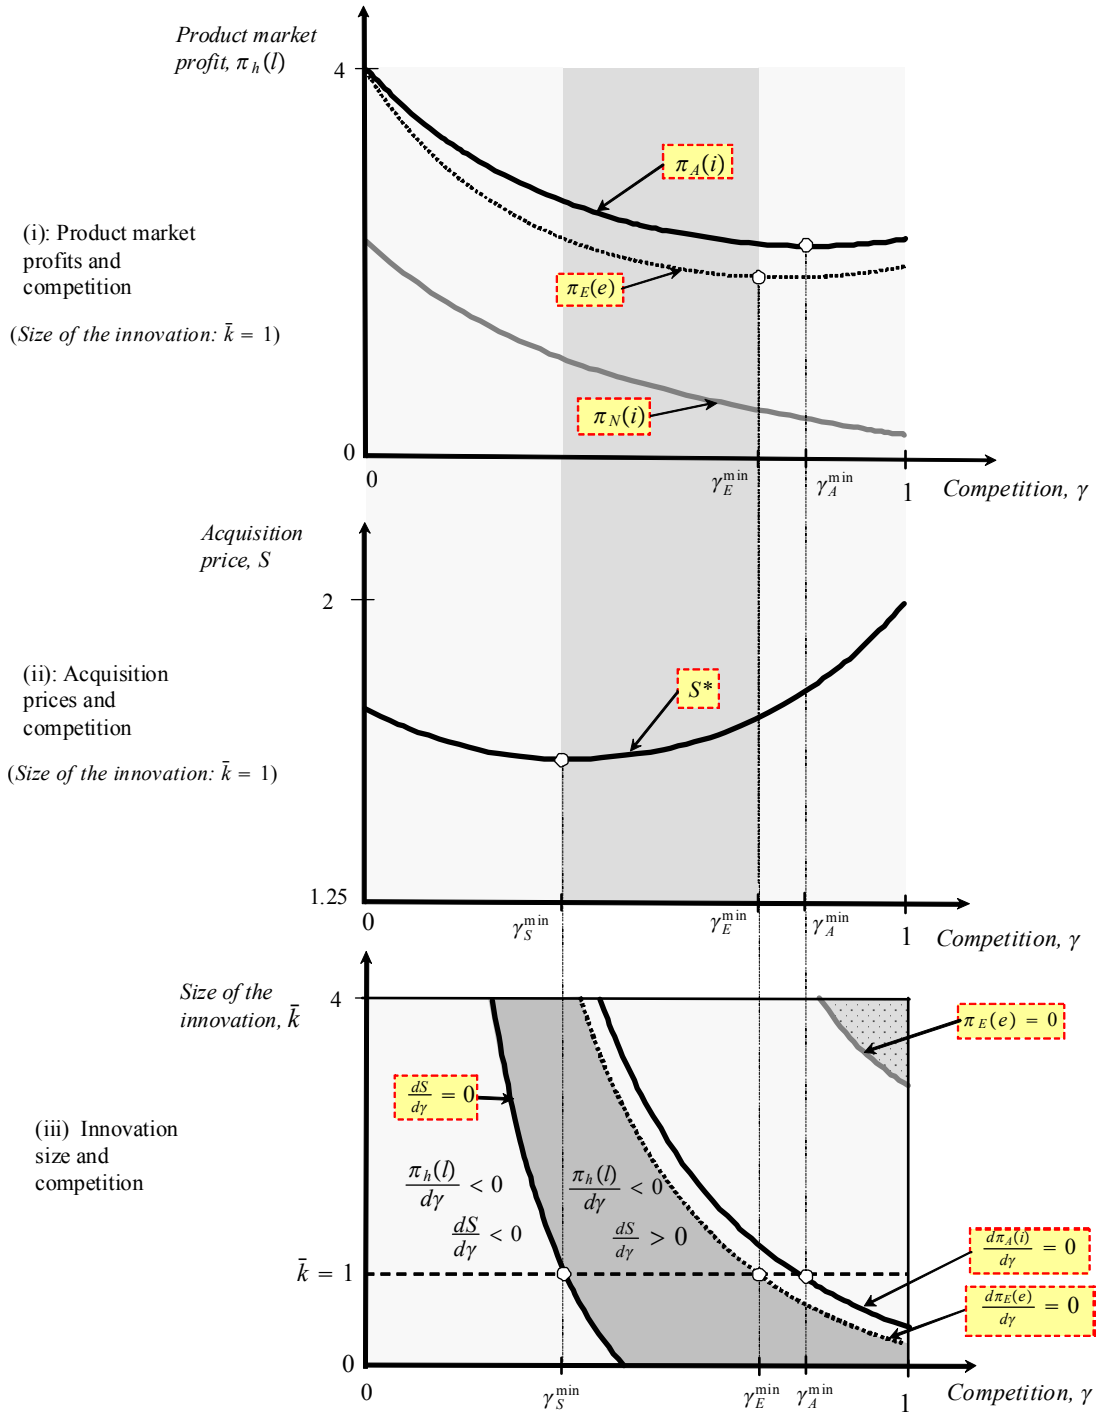 Product market
profit, π_h(l)
4
π_A(i)
(i): Product market
profits and
competition
π_E(e)
(Size of the innovation: k̄ = 1)
π_N(i)
0
0
γ_E^min
γ_A^min
1
Competition, γ
Acquisition
price, S
2
(ii): Acquisition
prices and
competition
S*
(Size of the innovation: k̄ = 1)
1.25
0
γ_S^min
γ_E^min
γ_A^min
1
Competition, γ
Size of the
innovation, k̄
4
π_E(e) = 0
dS/dγ = 0
(iii) Innovation
size and
competition
π_h(l)/dγ < 0
π_h(l)/dγ < 0
dS/dγ < 0
dS/dγ > 0
k̄ = 1
dπ_A(i)/dγ = 0
dπ_E(e)/dγ = 0
0
0
γ_S^min
γ_E^min
γ_A^min
1
Competition, γ